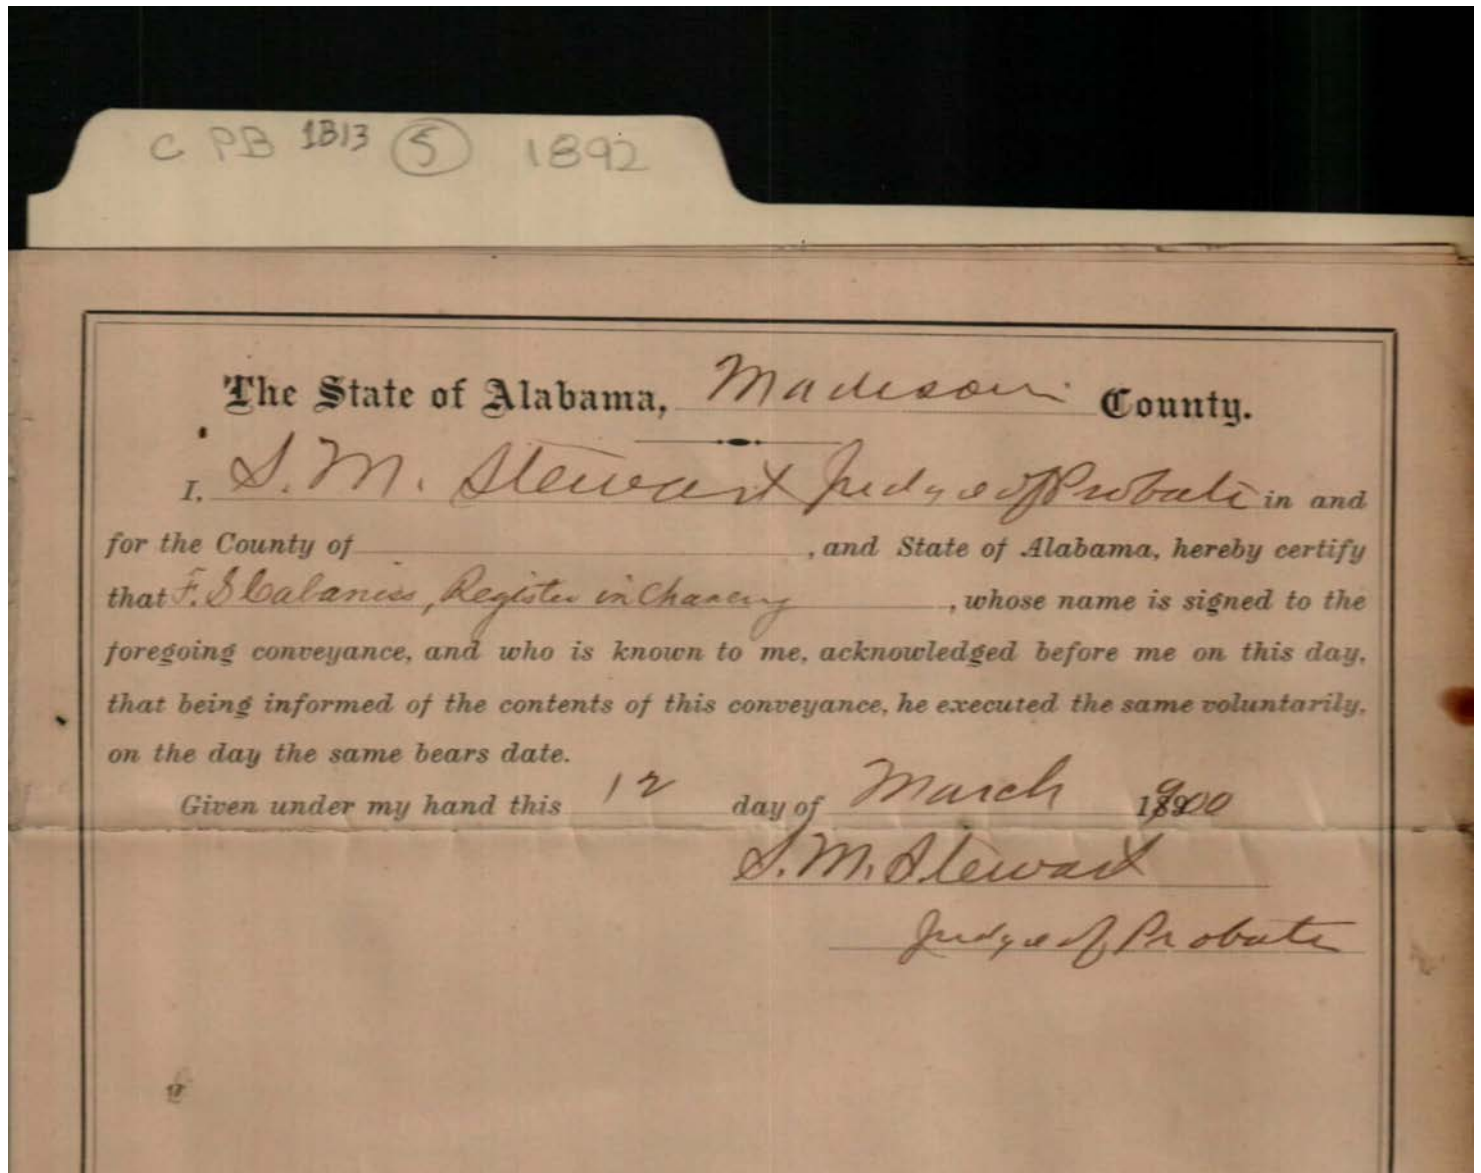 C PB 1813 5 1892
The State of Alabama, Madison County.
I. S. M. Stewart Judge of Probate in and
for the County of , and State of Alabama, hereby certify
that F. S Cabaniss, Register in Chancery , whose name is signed to the
foregoing conveyance, and who is known to me, acknowledged before me on this day,
that being informed of the contents of this conveyance, he executed the same voluntarily,
on the day the same bears date.
Given under my hand this 12 day of March 1900
S. M. Stewart
Judge of Probate